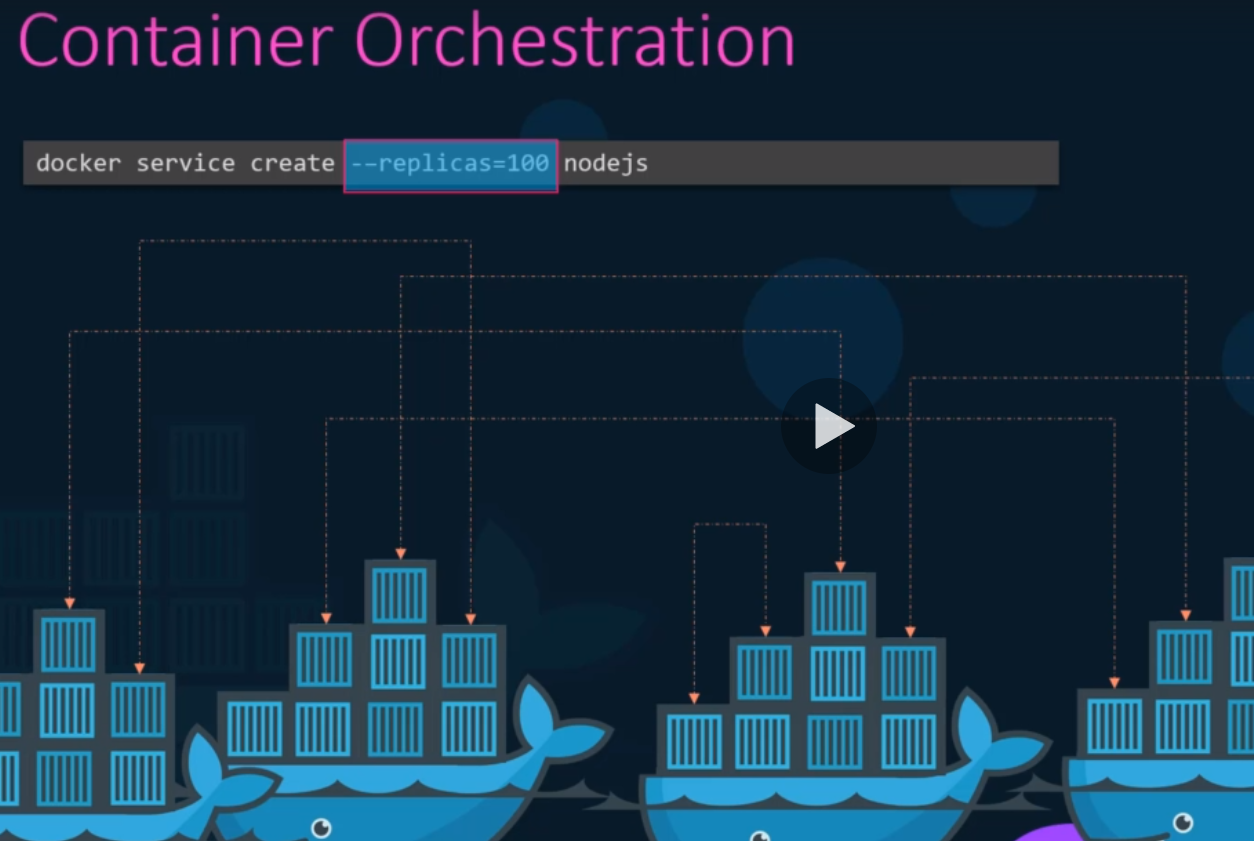 Container Orchestration
docker service create --replicas=100 nodejs